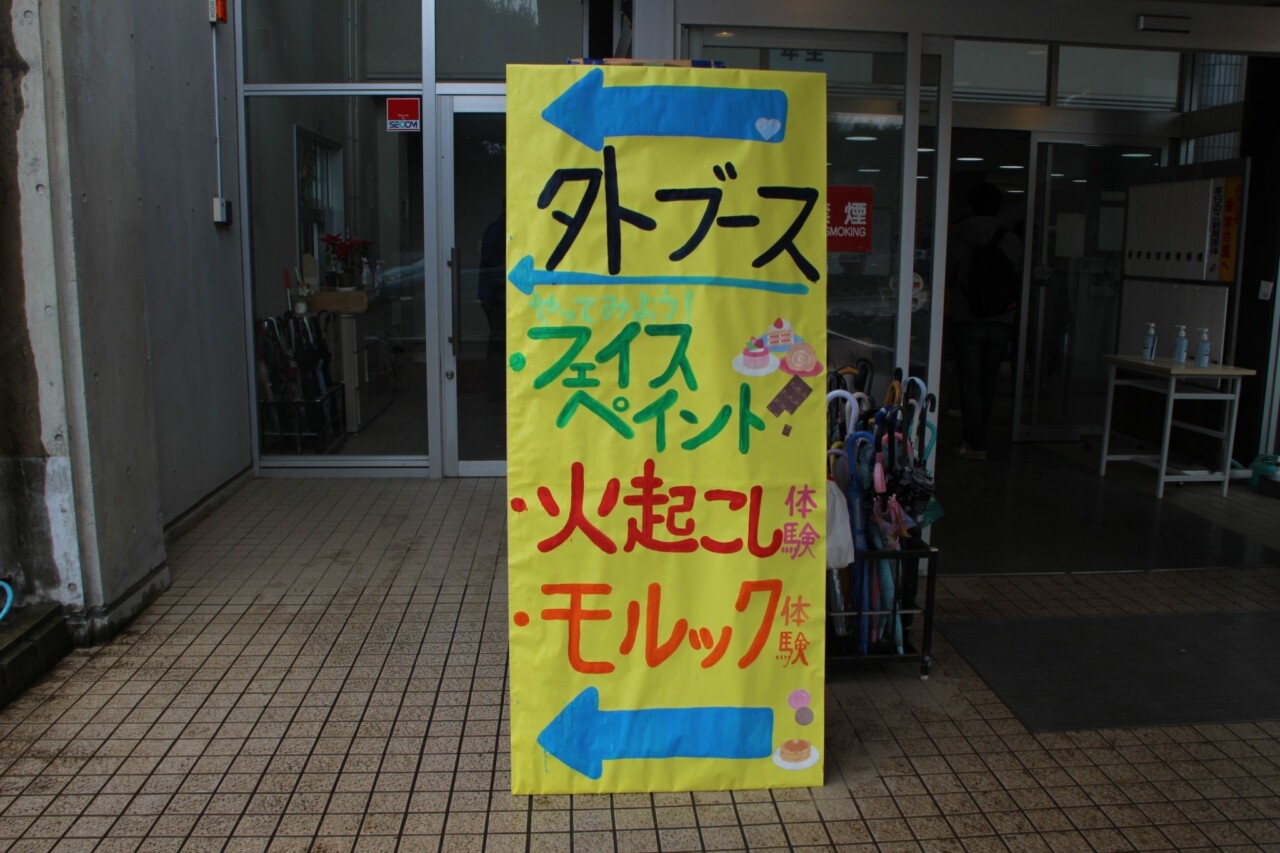 SECOM
外ブース
やってみよう!
・フェイス
ペイント
・火起こし体験
・モルック体験
煙
SMOKING